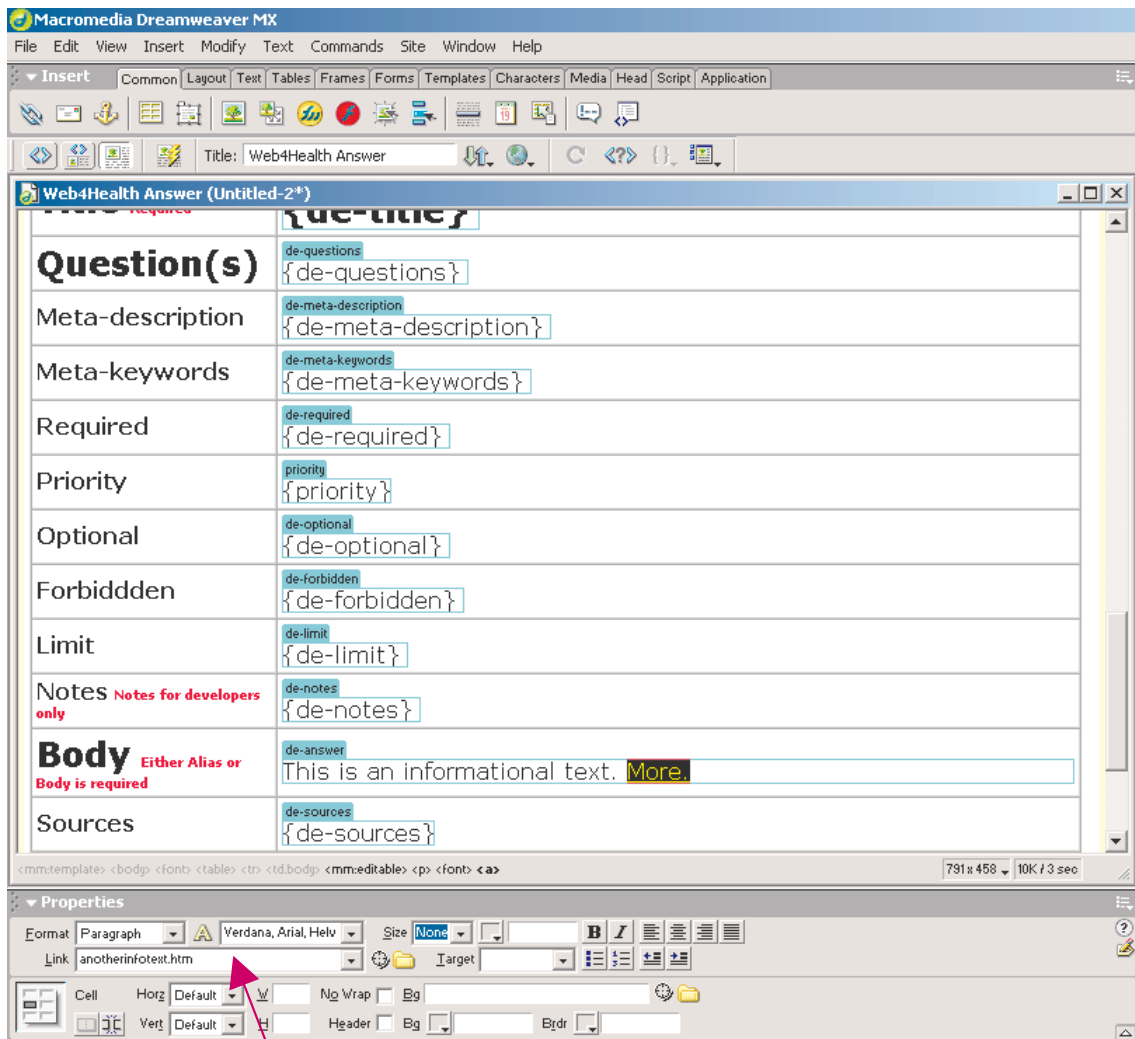 Macromedia Dreamweaver MX
File Edit View Insert Modify Text Commands Site Window Help
Insert Common Layout Text Tables Frames Forms Templates Characters Media Head Script Application
19
Title: Web4Health Answer
Web4Health Answer (Untitled-2*)
Title Required {de-title}
de-questions
Question(s) {de-questions}
de-meta-description
Meta-description {de-meta-description}
de-meta-keywords
Meta-keywords {de-meta-keywords}
de-required
Required {de-required}
priority
Priority {priority}
de-optional
Optional {de-optional}
de-forbidden
Forbiddden {de-forbidden}
de-limit
Limit {de-limit}
de-notes
Notes Notes for developers only {de-notes}
de-answer
Body Either Alias or Body is required This is an informational text. More.
de-sources
Sources {de-sources}
<mm:template> <body> <font> <table> <tr> <td.body> <mm:editable> <p> <font> <a> 791 x 458 10K / 3 sec
Properties
Format Paragraph A Verdana, Arial, Helv Size None B I
Link anotherinfotext.htm Target
Cell Horz Default W No Wrap Bg
Vert Default H Header Bg Brdr